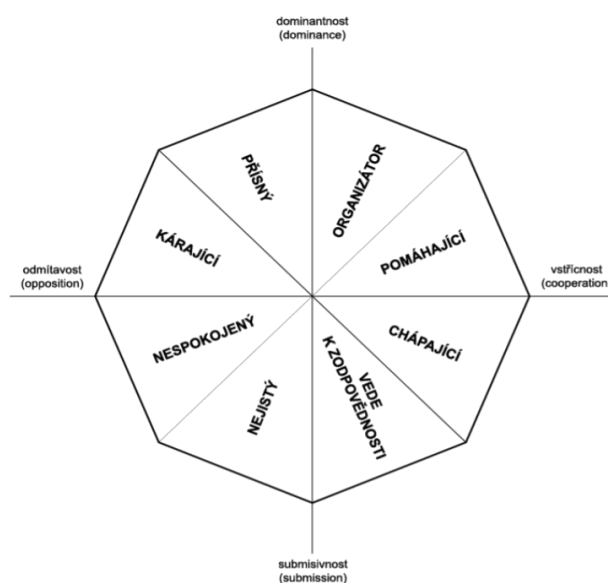 dominantnost
(dominance)
PŘÍSNÝ
ORGANIZÁTOR
KÁRAJÍCÍ
POMÁHAJÍCÍ
odmítavost
(opposition)
vstřícnost
(cooperation
NESPOKOJENÝ
CHÁPAJÍCÍ
NEJISTÝ
VEDE
K ZODPOVĚDNOSTI
submisivnost
(submission)